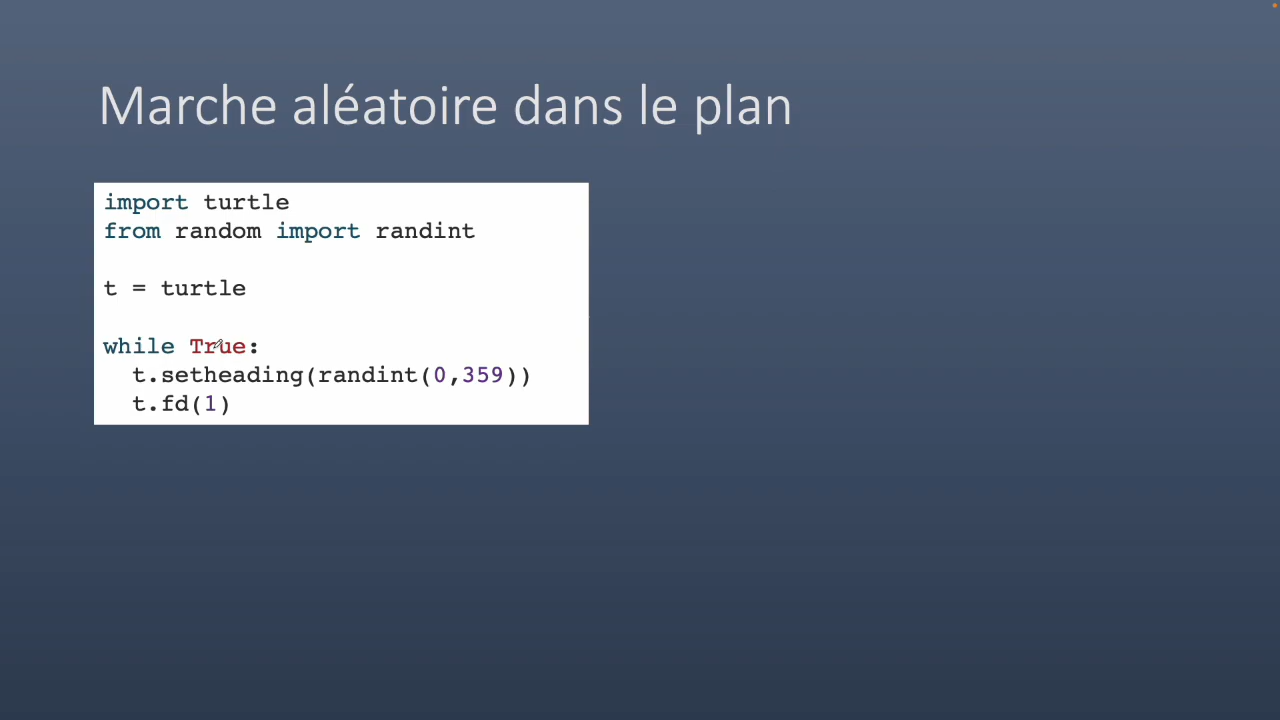 Marche aléatoire dans le plan
import turtle
from random import randint
t = turtle
while True:
t.setheading(randint(0,359))
t.fd(1)